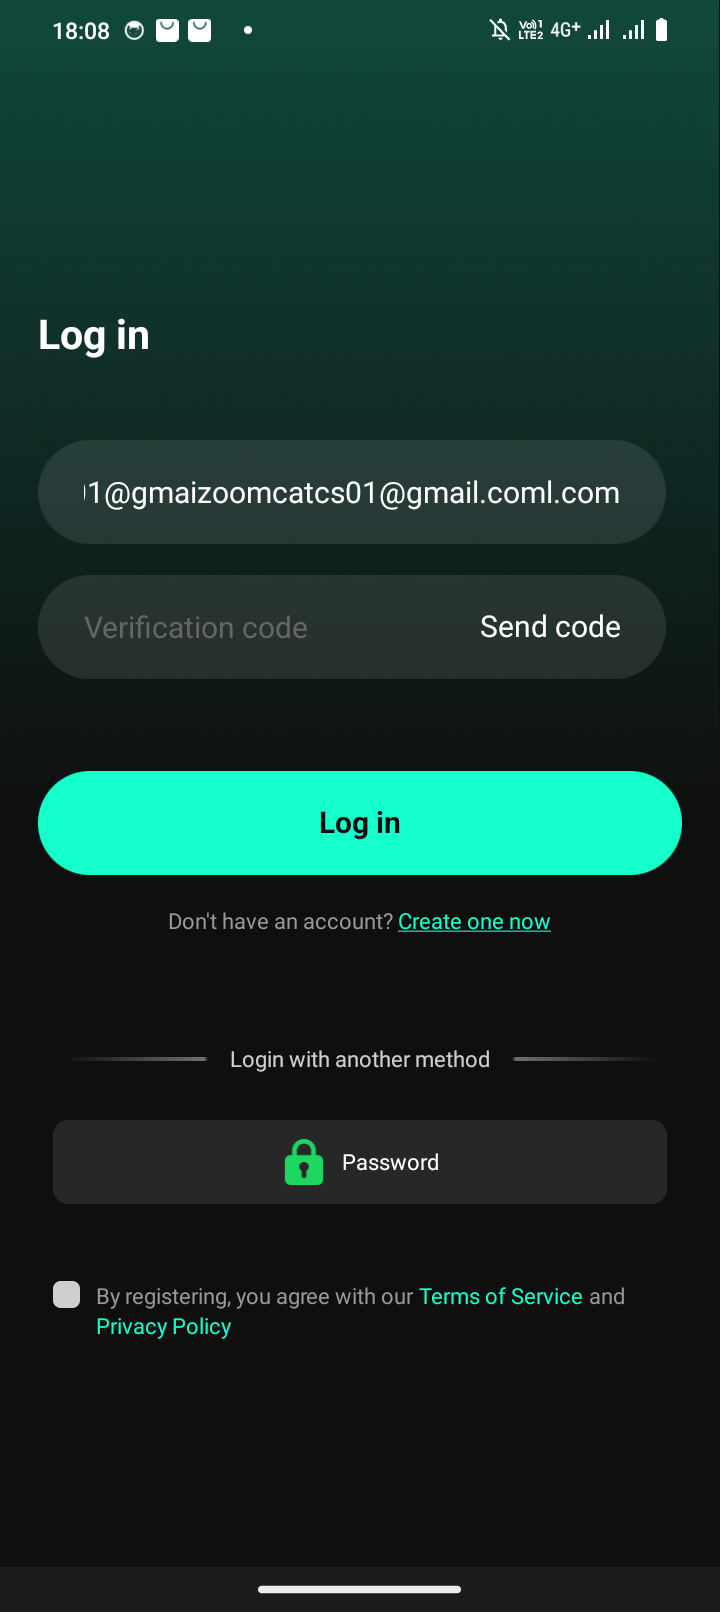 18:08 Vo) 1 LTE2 4G+
Log in
1@gmaizoomcatcs01@gmail.coml.com
Verification code Send code
Log in
Don't have an account? Create one now
Login with another method
Password
By registering, you agree with our Terms of Service and
Privacy Policy